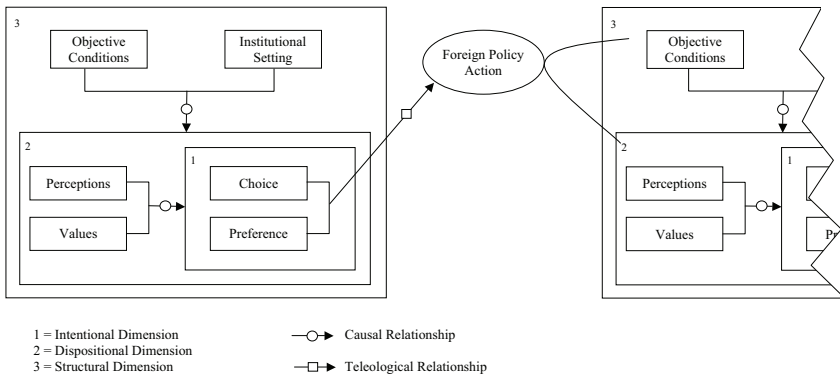 3
Objective
Conditions
Institutional
Setting
2
Perceptions
Values
1
Choice
Preference
Foreign Policy
Action
3
Objective
Conditions
2
Perceptions
Values
1
1 = Intentional Dimension
2 = Dispositional Dimension
3 = Structural Dimension
Causal Relationship
Teleological Relationship